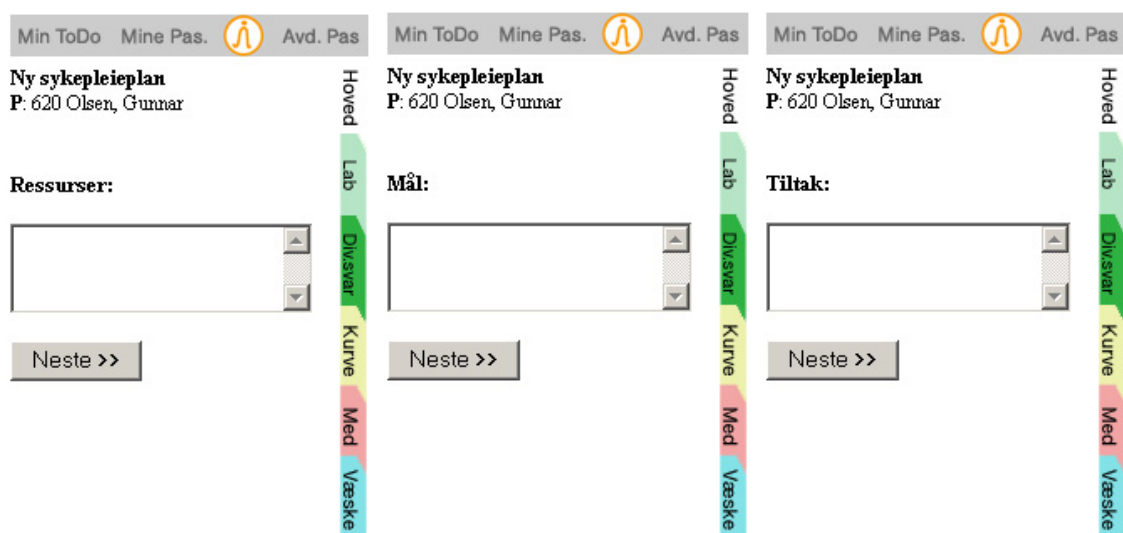 Min ToDo Mine Pas. Avd. Pas
Ny sykepleieplan
P: 620 Olsen, Gunnar
Ressurser:
Neste >>
Hoved
Lab
Div.svar
Kurve
Med
Væske
Min ToDo Mine Pas. Avd. Pas
Ny sykepleieplan
P: 620 Olsen, Gunnar
Mål:
Neste >>
Hoved
Lab
Div.svar
Kurve
Med
Væske
Min ToDo Mine Pas. Avd. Pas
Ny sykepleieplan
P: 620 Olsen, Gunnar
Tiltak:
Neste >>
Hoved
Lab
Div.svar
Kurve
Med
Væske